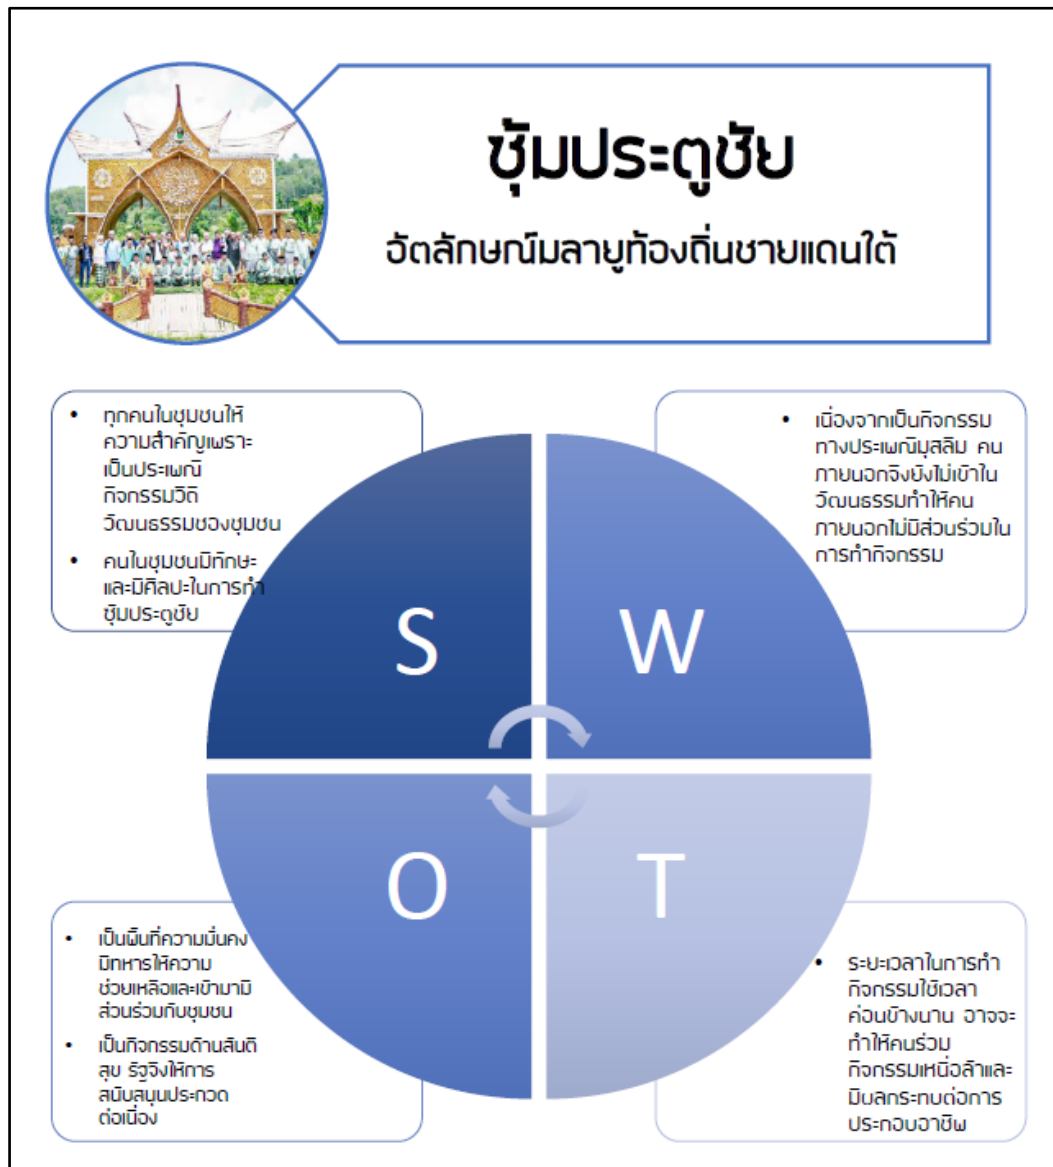 ซุ้มประตูชัย
อัตลักษณ์มลายูท้องถิ่นชายแดนใต้
• ทุกคนในชุมชนให้
ความสำคัญเพราะ
เป็นประเพณี
กิจกรรมวิถี
วัฒนธรรมของชุมชน
• คนในชุมชนมีทักษะ
และมีศิลปะในการทำ
ซุ้มประตูชัย
• เนื่องจากเป็นกิจกรรม
ทางประเพณีมุสลิม คน
ภายนอกจึงยังไม่เข้าใน
วัฒนธรรมทำให้คน
ภายนอกไม่มีส่วนร่วมใน
การทำกิจกรรม
S
W
O
T
• เป็นพื้นที่ความมั่นคง
มีทหารให้ความ
ช่วยเหลือและเข้ามามี
ส่วนร่วมกับชุมชน
• เป็นกิจกรรมด้านสันติ
สุข รัฐจึงให้การ
สนับสนุนประกวด
ต่อเนื่อง
• ระยะเวลาในการทำ
กิจกรรมใช้เวลา
ค่อนข้างนาน อาจจะ
ทำให้คนร่วม
กิจกรรมเหนื่อล้าและ
มีผลกระทบต่อการ
ประกอบอาชีพ